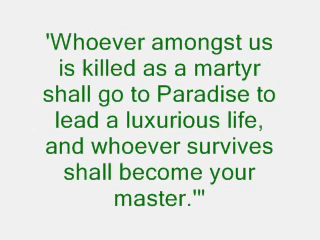 'Whoever amongst us
is killed as a martyr
shall go to Paradise to
lead a luxurious life,
and whoever survives
shall become your
master.'"